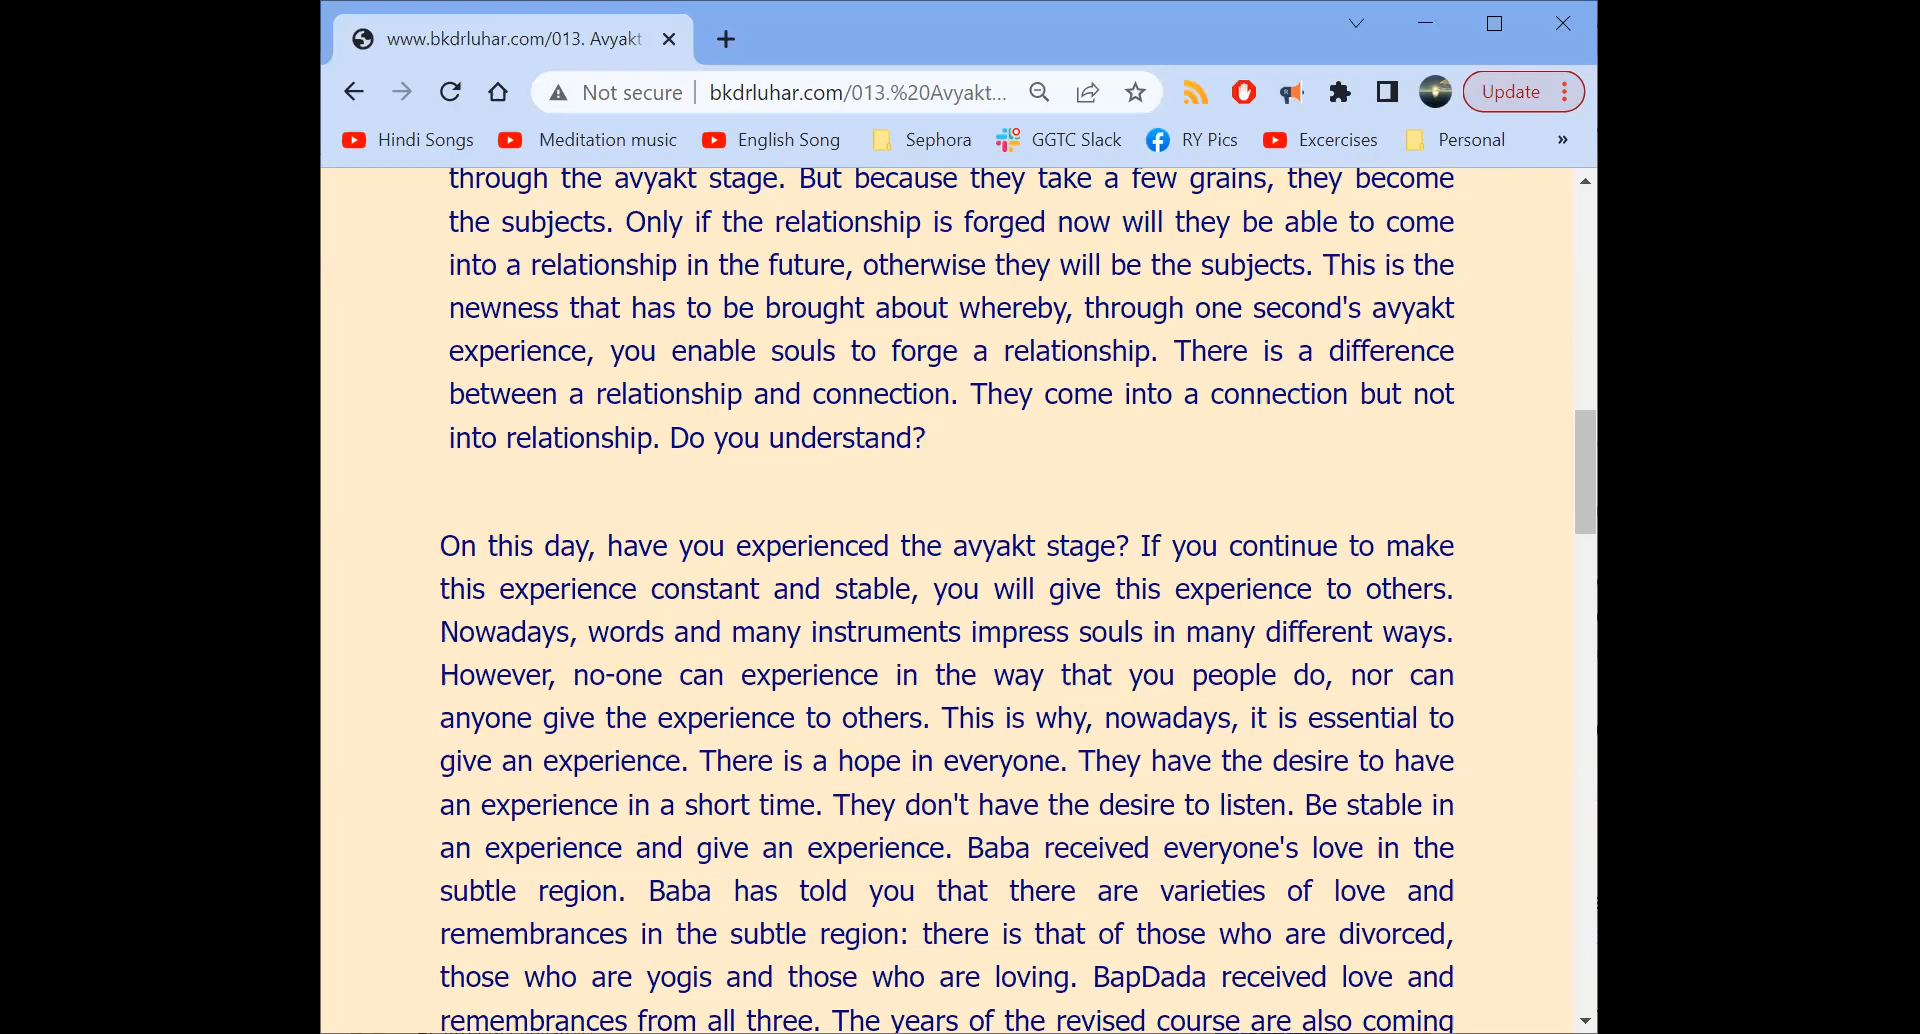 www.bkdrluhar.com/013. Avyakt
Not secure
bkdrluhar.com/013.%20Avyakt...
Update
Hindi Songs
Meditation music
English Song
Sephora
GGTC Slack
RY Pics
Excercises
Personal
»
through the avyakt stage. But because they take a few grains, they become
the subjects. Only if the relationship is forged now will they be able to come
into a relationship in the future, otherwise they will be the subjects. This is the
newness that has to be brought about whereby, through one second's avyakt
experience, you enable souls to forge a relationship. There is a difference
between a relationship and connection. They come into a connection but not
into relationship. Do you understand?
On this day, have you experienced the avyakt stage? If you continue to make
this experience constant and stable, you will give this experience to others.
Nowadays, words and many instruments impress souls in many different ways.
However, no-one can experience in the way that you people do, nor can
anyone give the experience to others. This is why, nowadays, it is essential to
give an experience. There is a hope in everyone. They have the desire to have
an experience in a short time. They don't have the desire to listen. Be stable in
an experience and give an experience. Baba received everyone's love in the
subtle region. Baba has told you that there are varieties of love and
remembrances in the subtle region: there is that of those who are divorced,
those who are yogis and those who are loving. BapDada received love and
remembrances from all three. The years of the revised course are also coming